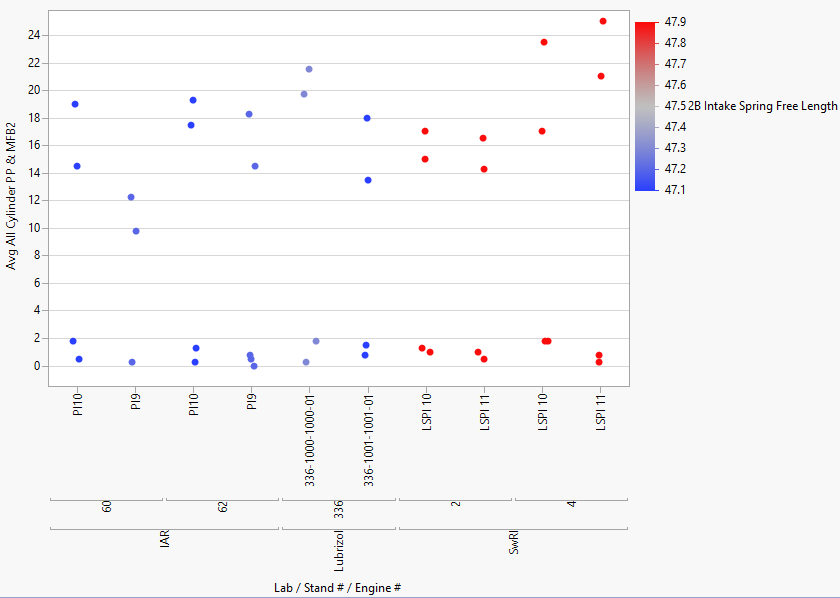 Avg All Cylinder PP & MFB2
24
22
20
18
16
14
12
10
8
6
4
2
0
47.9
47.8
47.7
47.6
47.5
47.4
47.3
47.2
47.1
2B Intake Spring Free Length
PI10
PI9
PI10
PI9
336-1000-1000-01
336-1001-1001-01
LSPI 10
LSPI 11
LSPI 10
LSPI 11
60
62
336
2
4
IAR
Lubrizol
SwRI
Lab / Stand # / Engine #